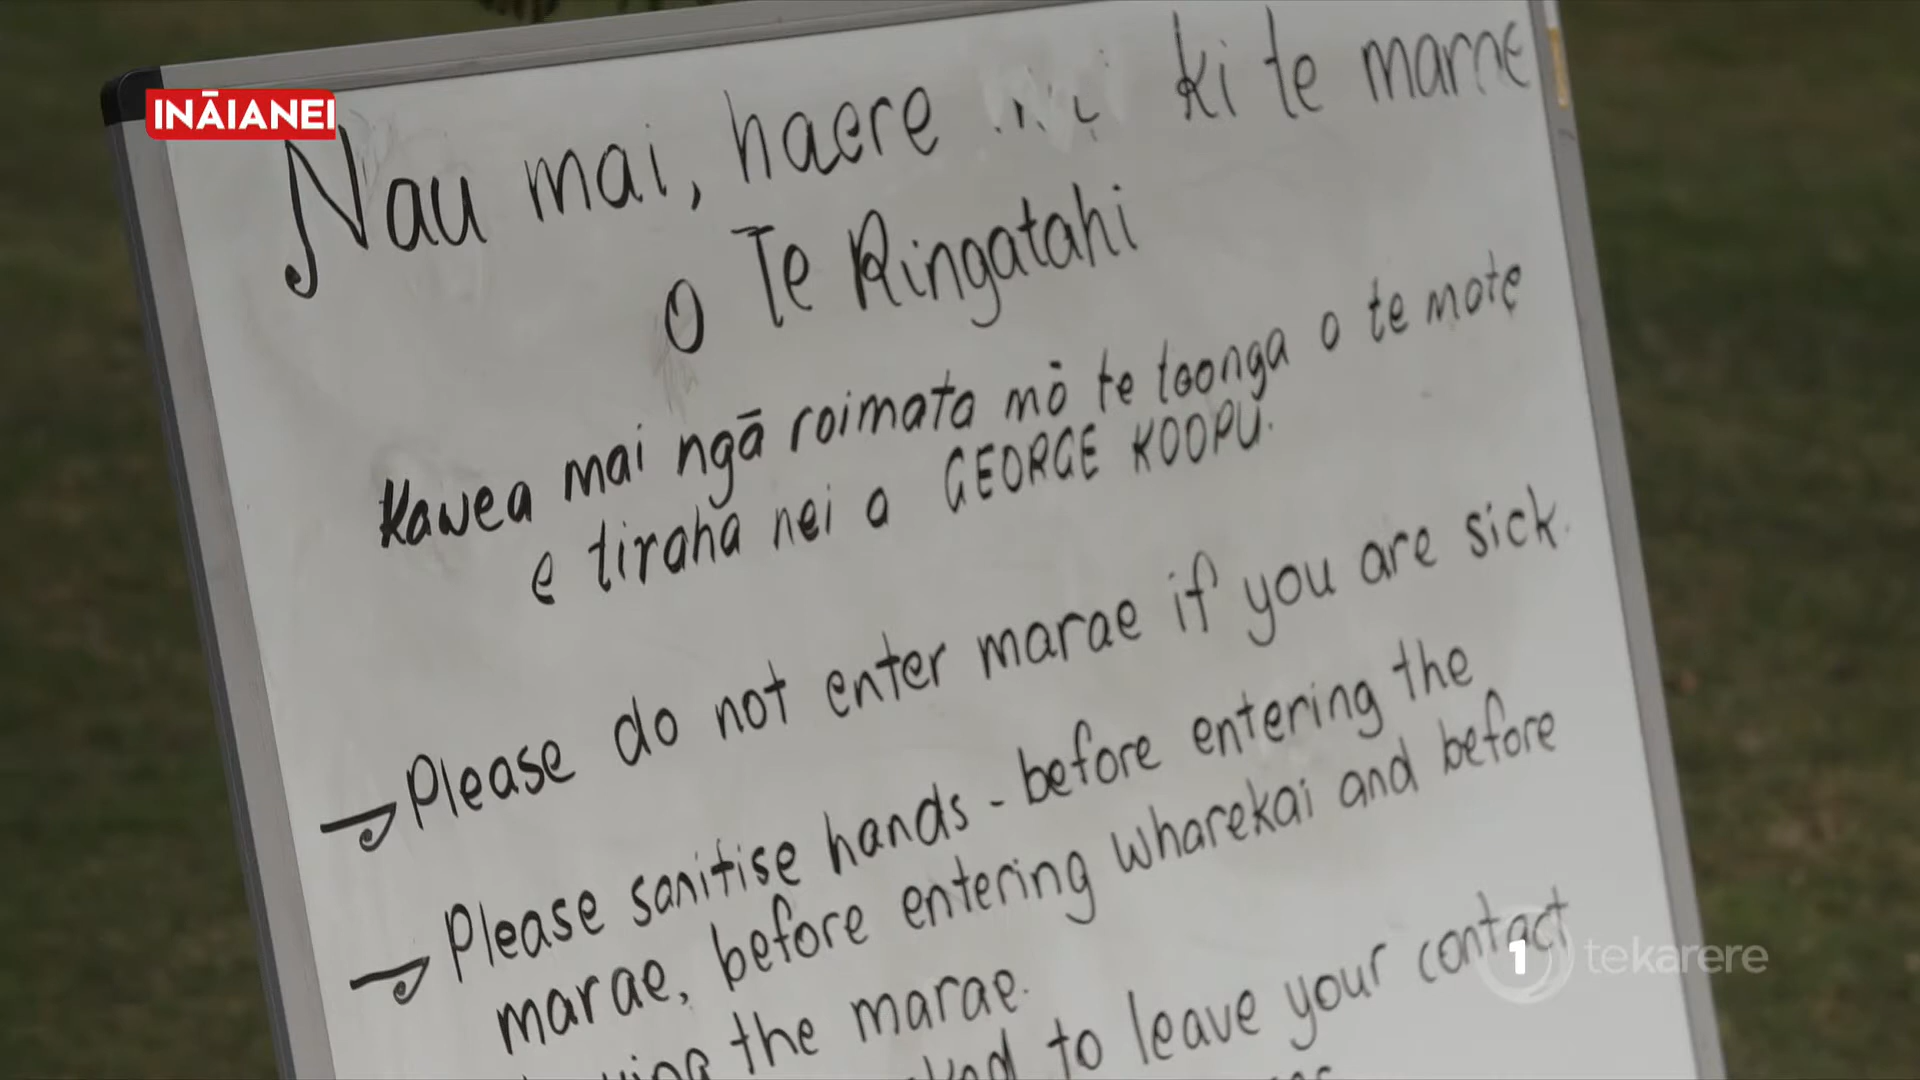 INĀIANEI
Nau mai, haere ki te marae
o Te Ringatahi
Kawea mai ngā roimata mō te toonga o te mate
e tiraha nei a GEORGE KOOPU.
Please do not enter marae if you are sick.
Please sanitise hands - before entering the
marae, before entering wharekai and before
the marae.
to leave your contact
1 tekarere